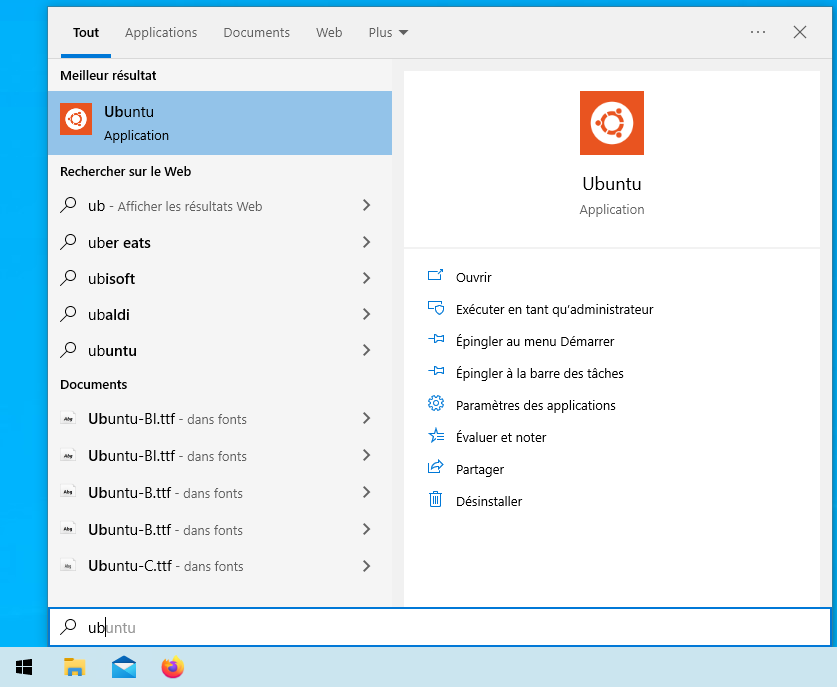 Tout Applications Documents Web Plus
Meilleur résultat
Ubuntu
Application
Rechercher sur le Web
ub - Afficher les résultats Web
uber eats
ubisoft
ubaldi
ubuntu
Documents
Ubuntu-BI.ttf - dans fonts
Ubuntu-BI.ttf - dans fonts
Ubuntu-B.ttf - dans fonts
Ubuntu-B.ttf - dans fonts
Ubuntu-C.ttf - dans fonts
Ubuntu
Application
Ouvrir
Exécuter en tant qu’administrateur
Épingler au menu Démarrer
Épingler à la barre des tâches
Paramètres des applications
Évaluer et noter
Partager
Désinstaller
ubuntu